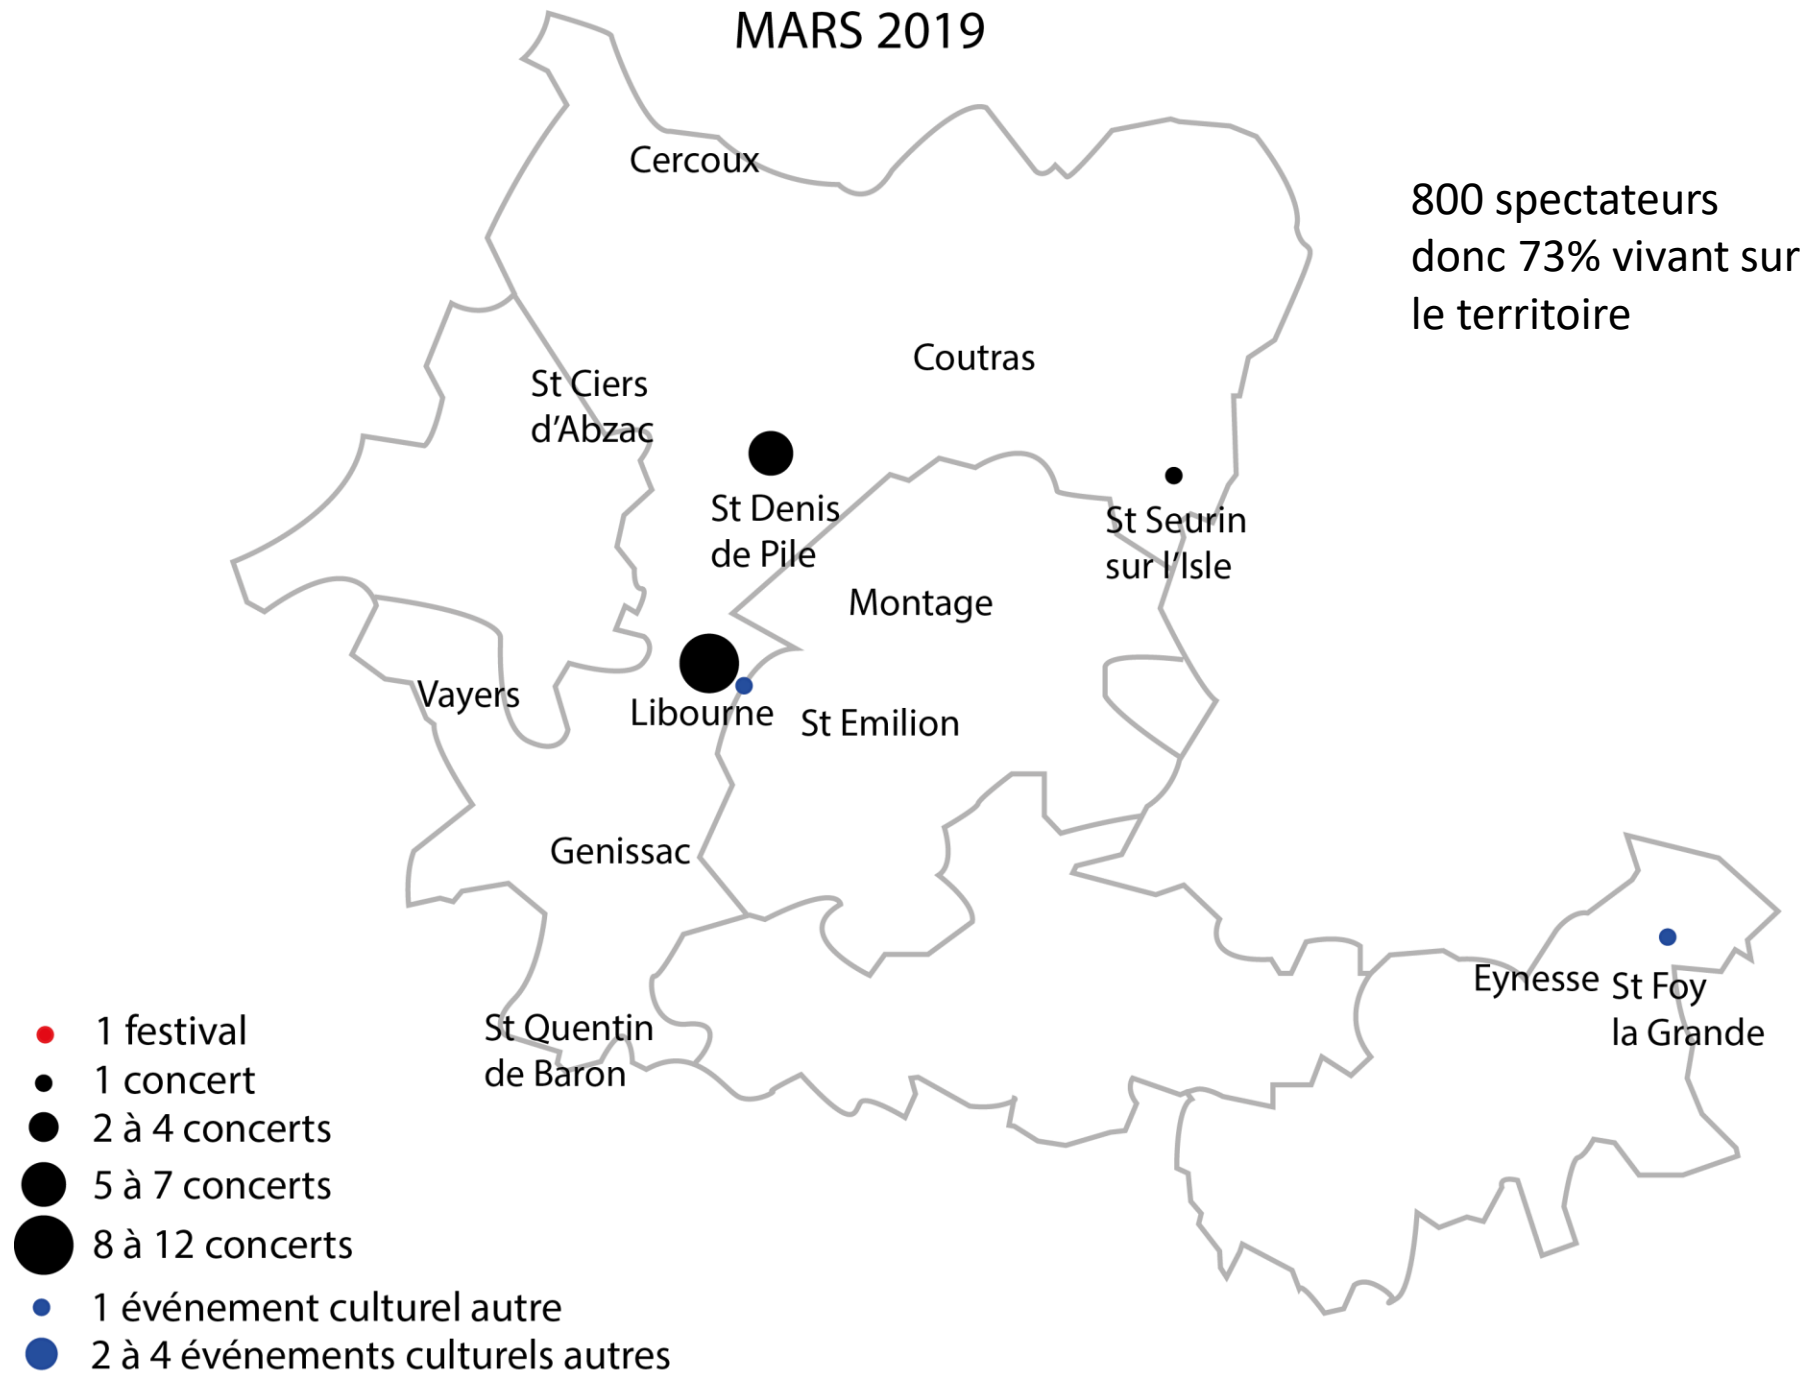 MARS 2019
Cercoux
800 spectateurs
donc 73% vivant sur
le territoire
Coutras
St Ciers
d'Abzac
St Denis
de Pile
St Seurin
sur l'Isle
Montage
Vayers
Libourne
St Emilion
Genissac
Eynesse
St Foy
la Grande
St Quentin
de Baron
1 festival
1 concert
2 à 4 concerts
5 à 7 concerts
8 à 12 concerts
1 événement culturel autre
2 à 4 événements culturels autres